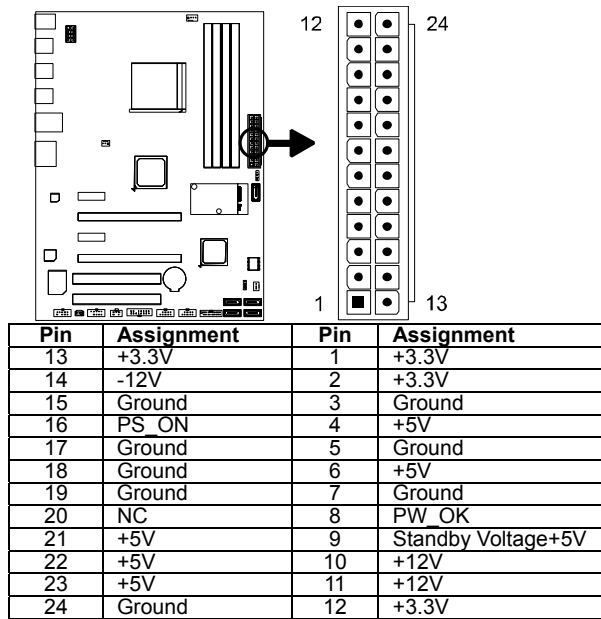 12 24
1 13
Pin Assignment Pin Assignment
13 +3.3V 1 +3.3V
14 -12V 2 +3.3V
15 Ground 3 Ground
16 PS_ON 4 +5V
17 Ground 5 Ground
18 Ground 6 +5V
19 Ground 7 Ground
20 NC 8 PW_OK
21 +5V 9 Standby Voltage+5V
22 +5V 10 +12V
23 +5V 11 +12V
24 Ground 12 +3.3V